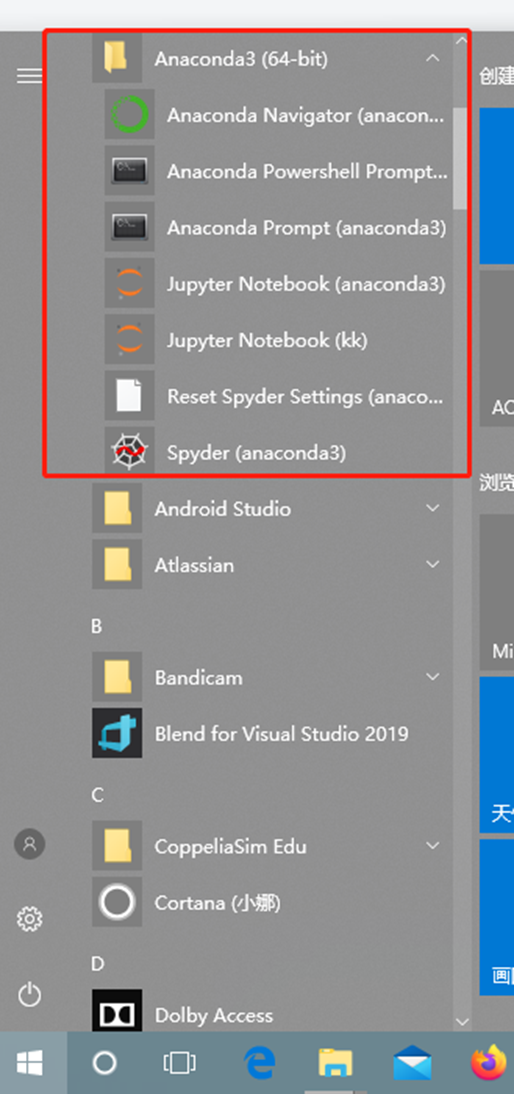 Anaconda3 (64-bit)
Anaconda Navigator (anacon...
Anaconda Powershell Prompt...
Anaconda Prompt (anaconda3)
Jupyter Notebook (anaconda3)
Jupyter Notebook (kk)
Reset Spyder Settings (anaco...
Spyder (anaconda3)
Android Studio
Atlassian
B
Bandicam
Blend for Visual Studio 2019
C
CoppeliaSim Edu
Cortana (小娜)
D
Dolby Access
创建
AC
浏览
Mi
天
画